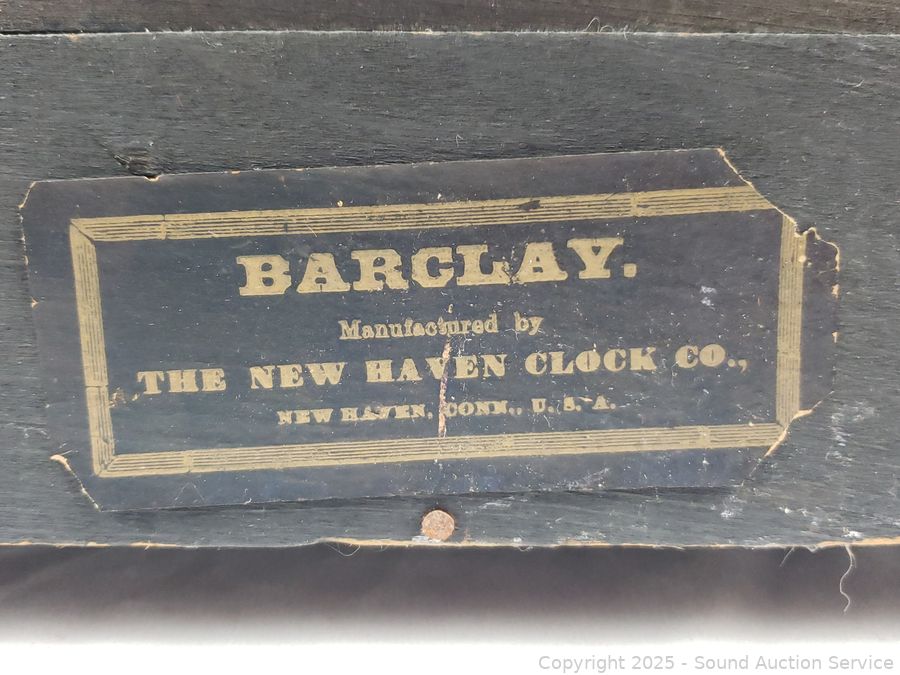 BARCLAY.
Manufactured by
THE NEW HAVEN CLOCK CO.,
NEW HAVEN, CONN., U. S. A.
Copyright 2025 - Sound Auction Service